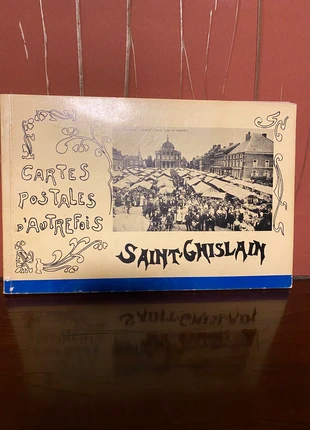 CARTES
POSTALES
D'AUTREFOIS
SAINT-GHISLAIN